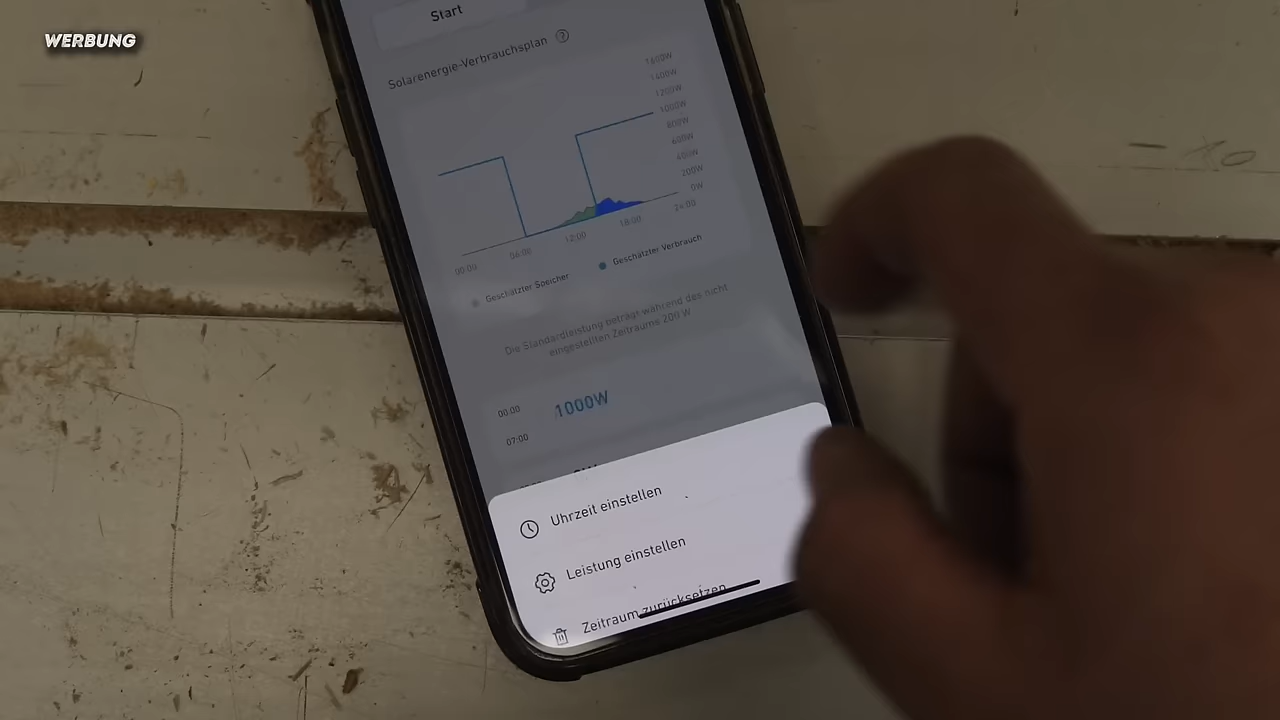 WERBUNG
Start
Solarenergie-Verbrauchsplan ?
1600W
1400W
1200W
1000W
800W
600W
400W
200W
0W
00:00 06:00 12:00 18:00 24:00
Geschätzter Speicher Geschätzter Verbrauch
Die Standardleistung beträgt während des nicht
eingestellten Zeitraums 200 W
00:00
1000W
07:00
Uhrzeit einstellen
Leistung einstellen
Zeitraum zurücksetzen